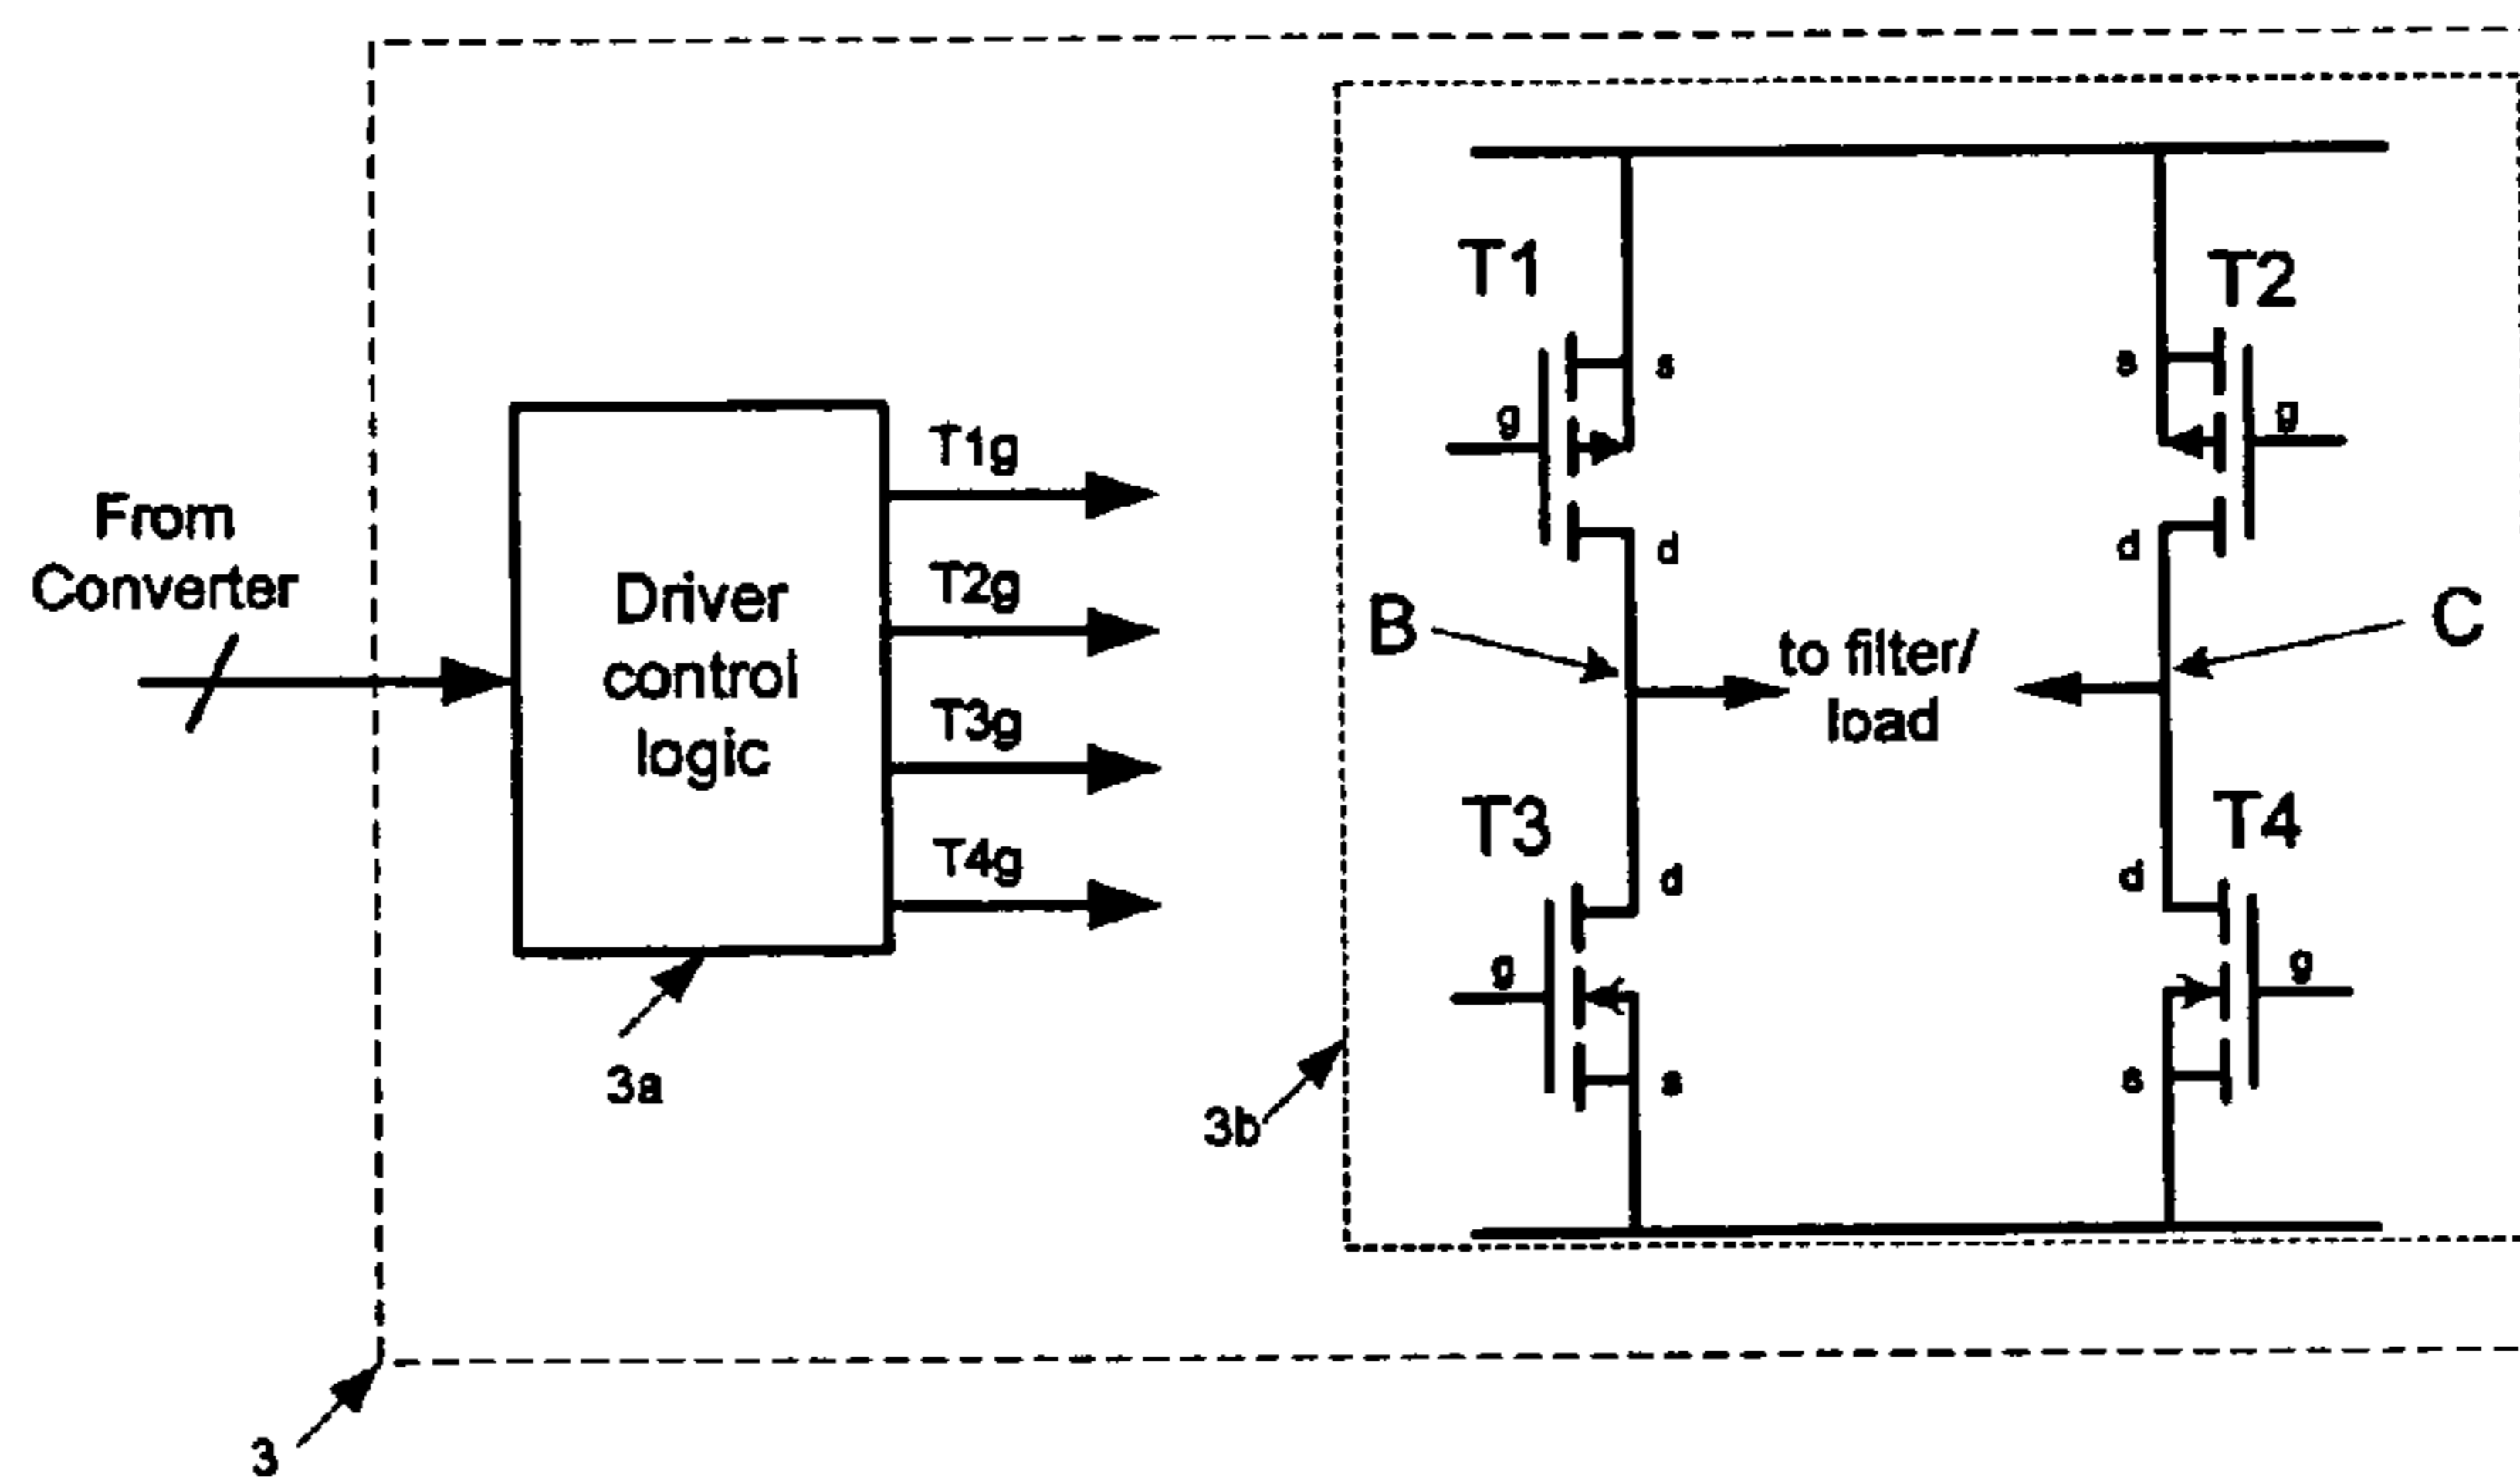 From
Converter
Driver
control
logic
T1g
T2g
T3g
T4g
3a
3
3b
T1
s
g
d
T2
s
g
d
B
to filter/
load
C
T3
d
g
s
T4
d
g
s